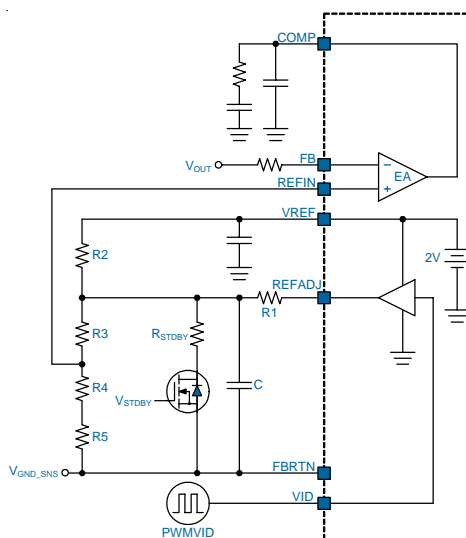 COMP
FB
VOUT
EA
REFIN
VREF
R2
2V
REFADJ
R1
R3
RSTDBY
R4
C
VSTDBY
R5
VGND_SNS
FBRTN
VID
PWMVID